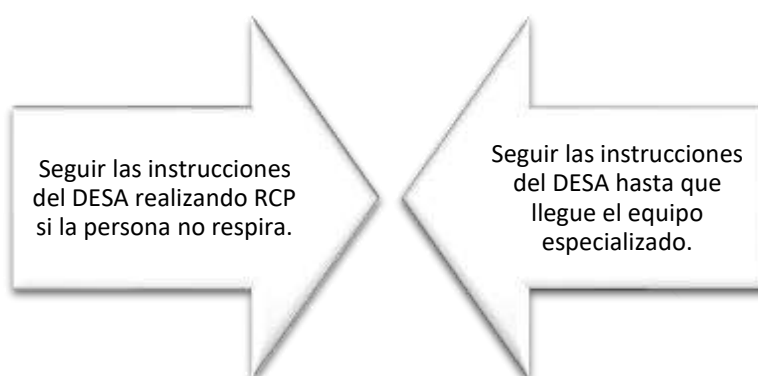 Seguir las instrucciones
del DESA realizando RCP
si la persona no respira.
Seguir las instrucciones
del DESA hasta que
llegue el equipo
especializado.